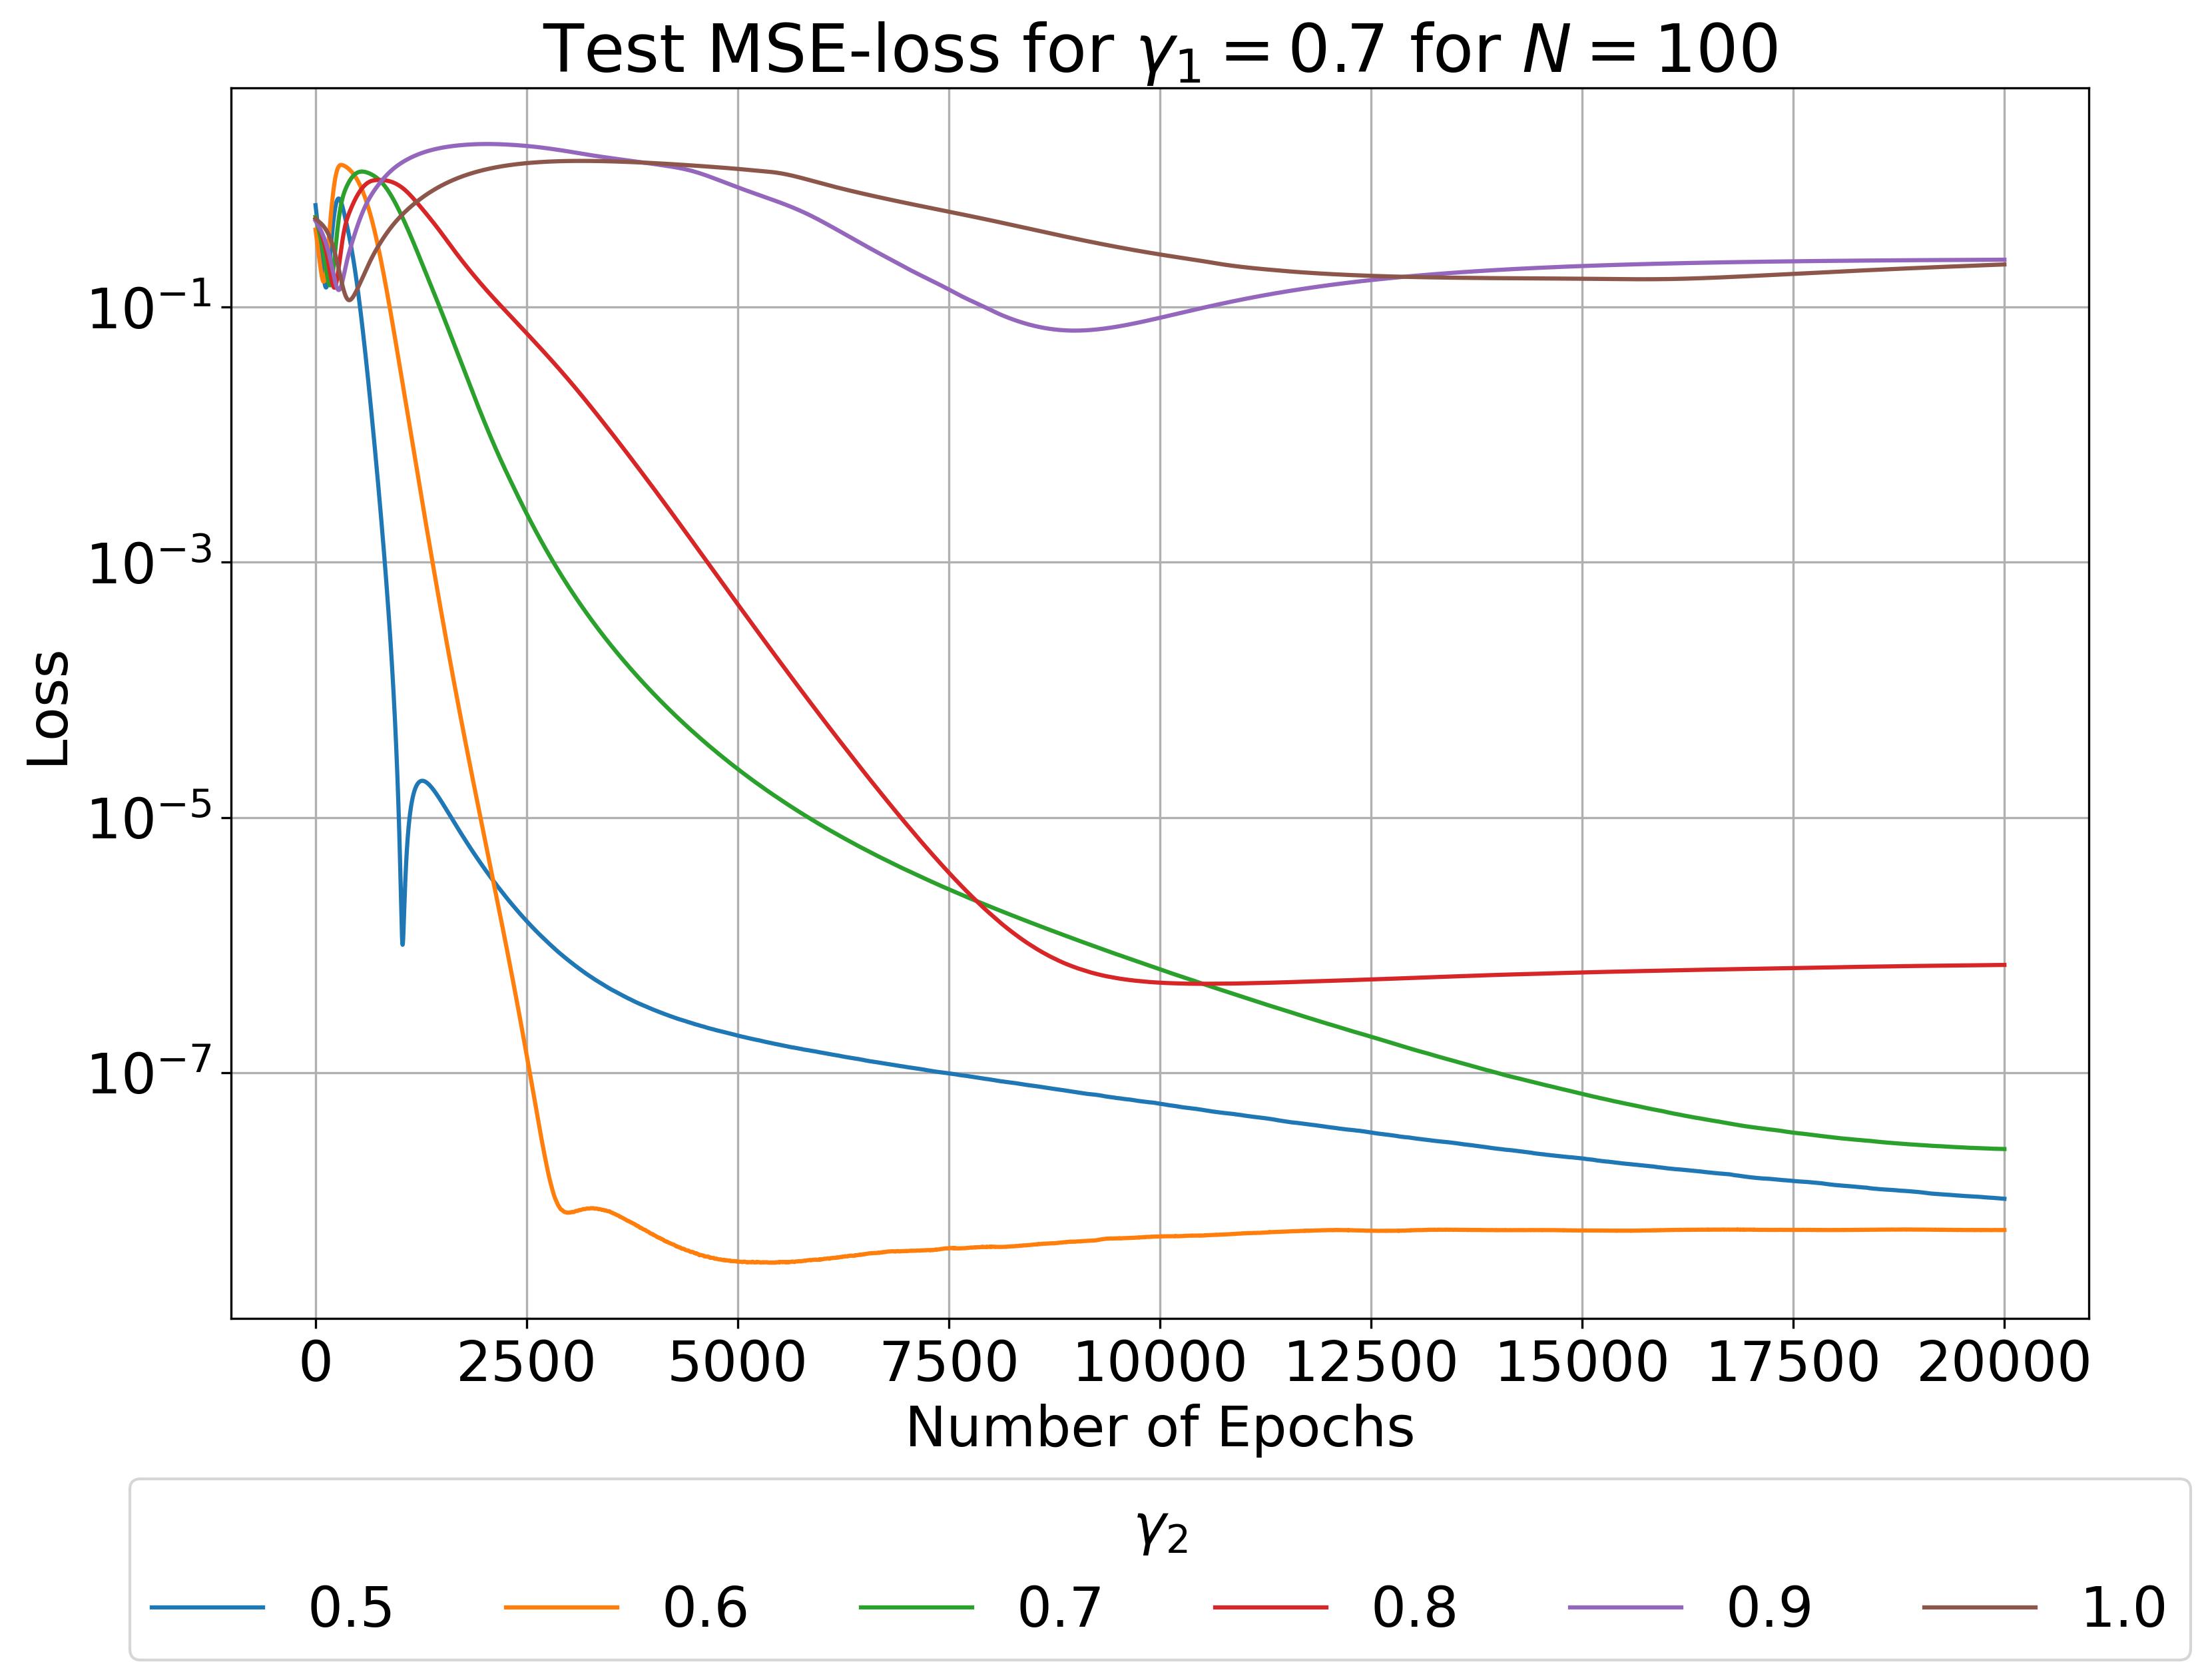 Test MSE-loss for γ₁ = 0.7 for N = 100
Loss
10⁻¹
10⁻³
10⁻⁵
10⁻⁷
0 2500 5000 7500 10000 12500 15000 17500 20000
Number of Epochs
γ₂
0.5 0.6 0.7 0.8 0.9 1.0